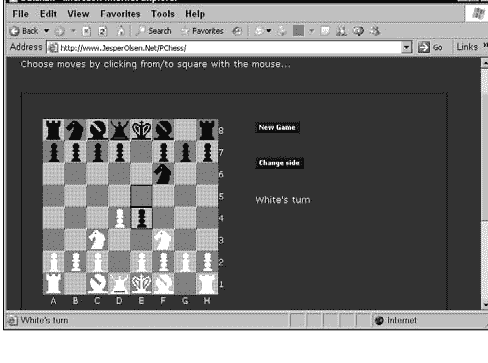 File Edit View Favorites Tools Help
Back Search Favorites
Address http://www.JesperOlsen.Net/PChess/ Go Links »
Choose moves by clicking from/to square with the mouse...
New Game
Change side
White's turn
8
7
6
5
4
3
2
1
A B C D E F G H
White's turn Internet